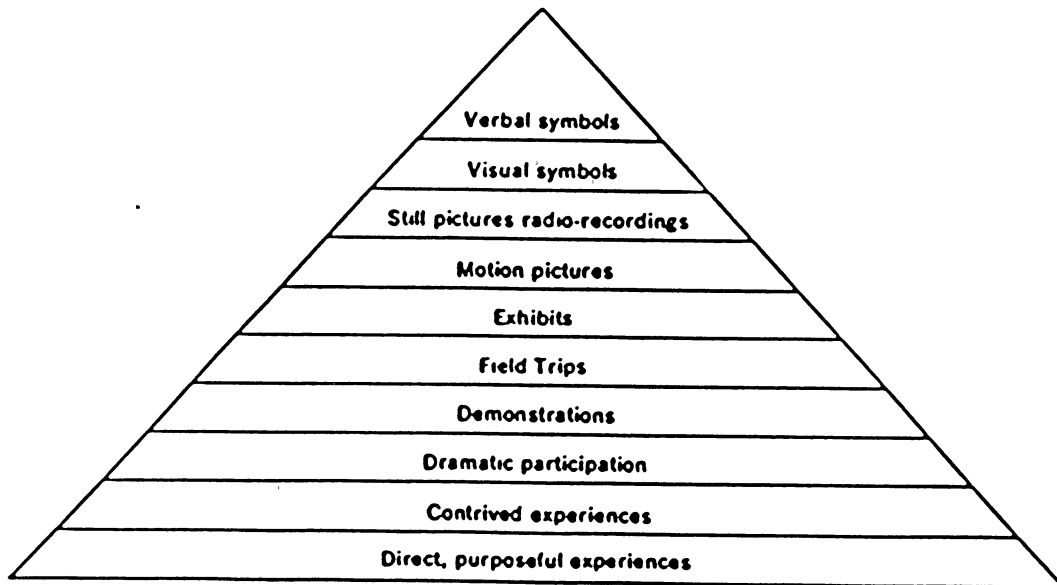 Verbal symbols
Visual symbols
Still pictures radio-recordings
Motion pictures
Exhibits
Field Trips
Demonstrations
Dramatic participation
Contrived experiences
Direct, purposeful experiences